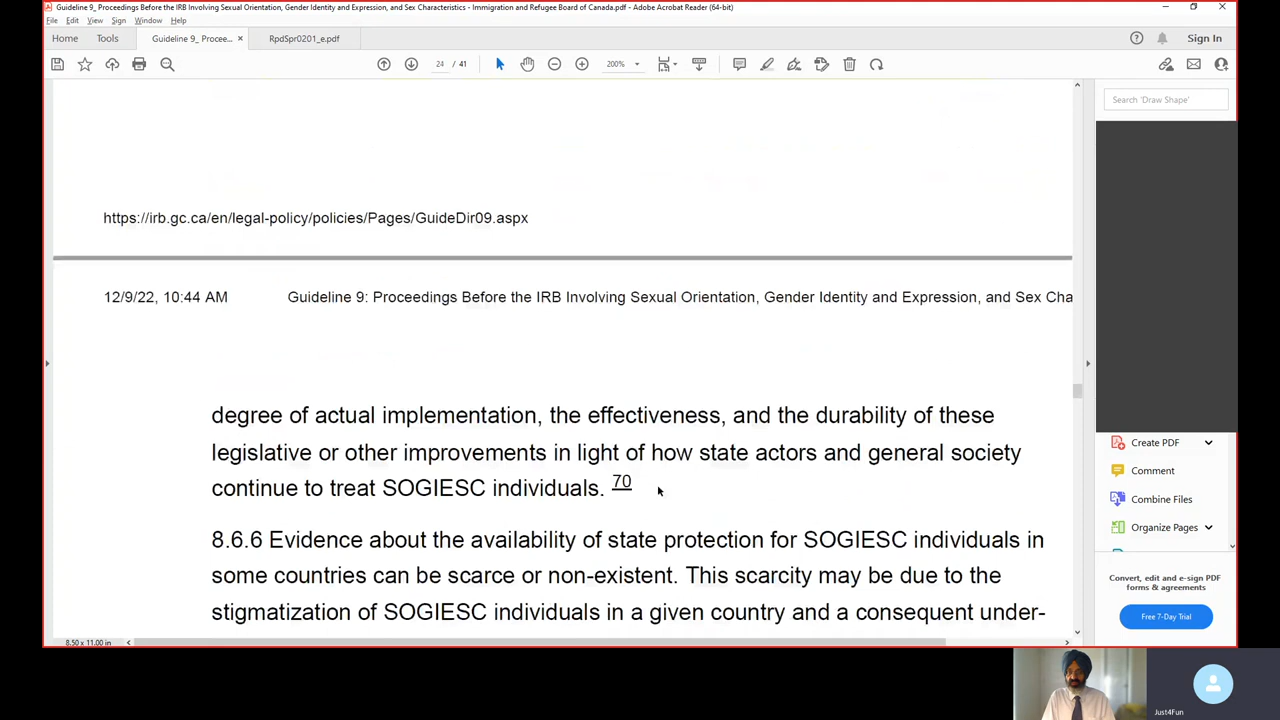 Guideline 9_ Proceedings Before the IRB Involving Sexual Orientation, Gender Identity and Expression, and Sex Characteristics - Immigration and Refugee Board of Canada.pdf - Adobe Acrobat Reader (64-bit)
File Edit View Sign Window Help
Home Tools Guideline 9_ Procee... × RpdSpr0201_e.pdf Sign In
24 / 41 200%
Search 'Draw Shape'
https://irb.gc.ca/en/legal-policy/policies/Pages/GuideDir09.aspx
12/9/22, 10:44 AM Guideline 9: Proceedings Before the IRB Involving Sexual Orientation, Gender Identity and Expression, and Sex Cha
degree of actual implementation, the effectiveness, and the durability of these
legislative or other improvements in light of how state actors and general society
continue to treat SOGIESC individuals. 70
8.6.6 Evidence about the availability of state protection for SOGIESC individuals in
some countries can be scarce or non-existent. This scarcity may be due to the
stigmatization of SOGIESC individuals in a given country and a consequent under-
8.50 x 11.00 in
Create PDF
Comment
Combine Files
Organize Pages
Convert, edit and e-sign PDF
forms & agreements
Free 7-Day Trial
Just4Fun